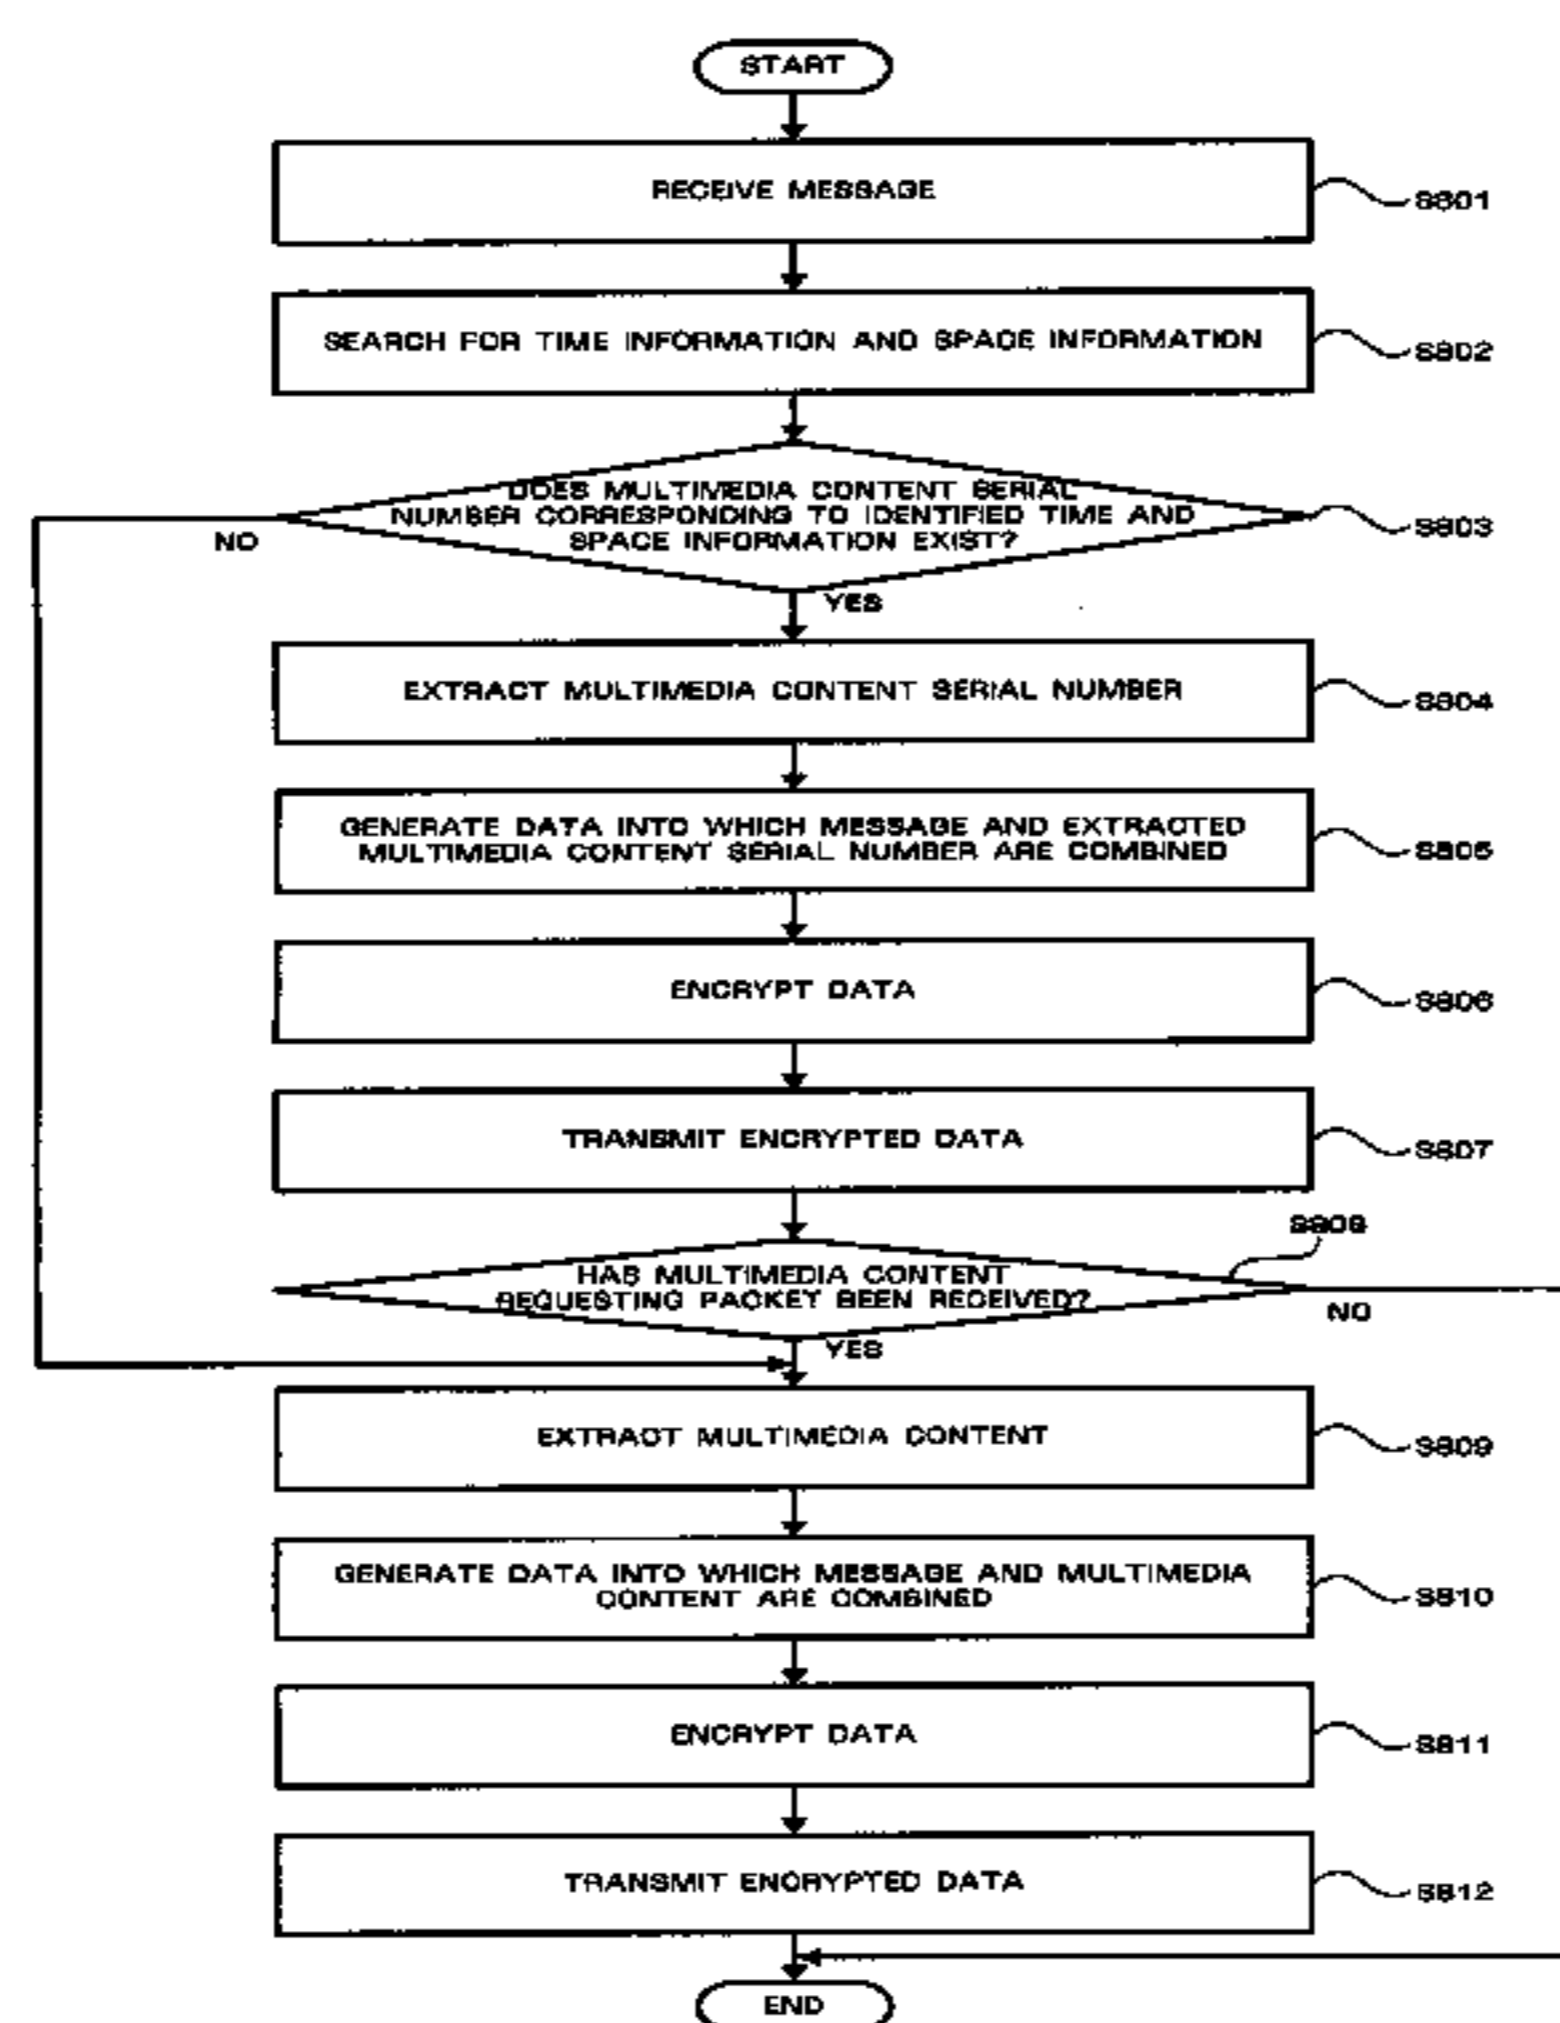 START
RECEIVE MESSAGE
S801
SEARCH FOR TIME INFORMATION AND SPACE INFORMATION
S802
DOES MULTIMEDIA CONTENT SERIAL
NUMBER CORRESPONDING TO IDENTIFIED TIME AND
SPACE INFORMATION EXIST?
S803
NO
YES
EXTRACT MULTIMEDIA CONTENT SERIAL NUMBER
S804
GENERATE DATA INTO WHICH MESSAGE AND EXTRACTED
MULTIMEDIA CONTENT SERIAL NUMBER ARE COMBINED
S805
ENCRYPT DATA
S806
TRANSMIT ENCRYPTED DATA
S807
S808
HAS MULTIMEDIA CONTENT
REQUESTING PACKET BEEN RECEIVED?
NO
YES
EXTRACT MULTIMEDIA CONTENT
S809
GENERATE DATA INTO WHICH MESSAGE AND MULTIMEDIA
CONTENT ARE COMBINED
S810
ENCRYPT DATA
S811
TRANSMIT ENCRYPTED DATA
S812
END